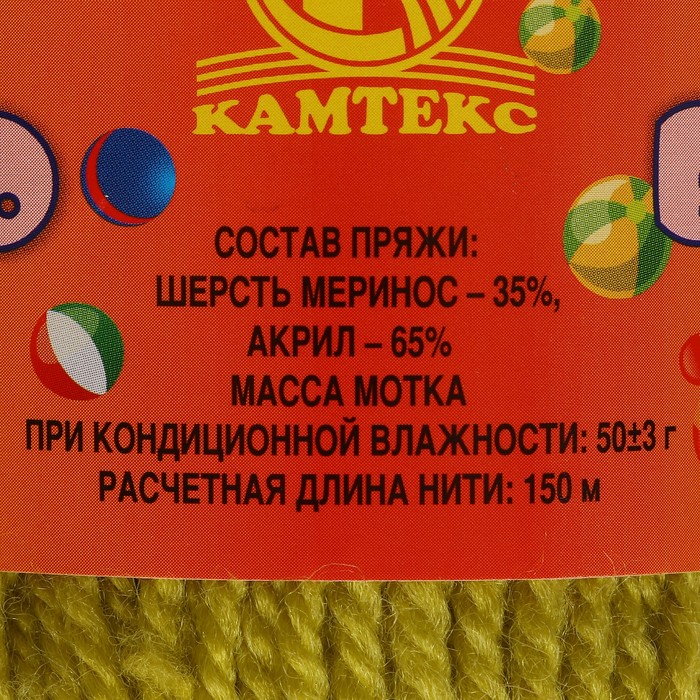 КАМТЕКС
СОСТАВ ПРЯЖИ:
ШЕРСТЬ МЕРИНОС – 35%,
АКРИЛ – 65%
МАССА МОТКА
ПРИ КОНДИЦИОННОЙ ВЛАЖНОСТИ: 50±3 г
РАСЧЕТНАЯ ДЛИНА НИТИ: 150 м